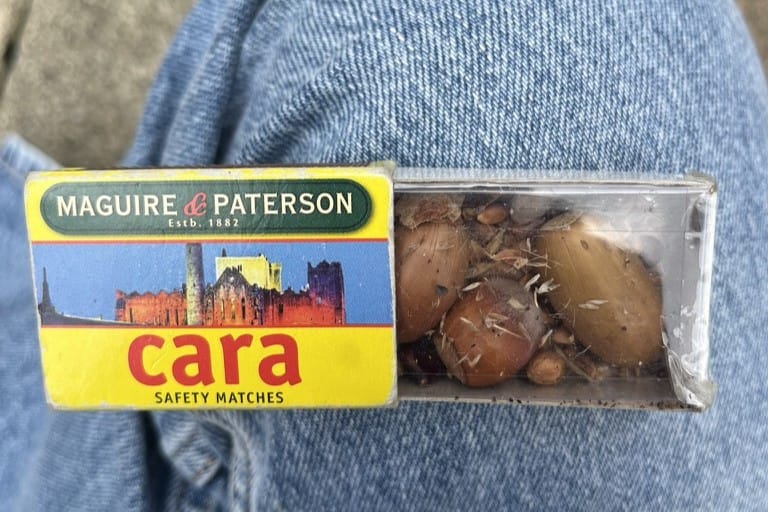 MAGUIRE & PATERSON
Estb. 1882
cara
SAFETY MATCHES